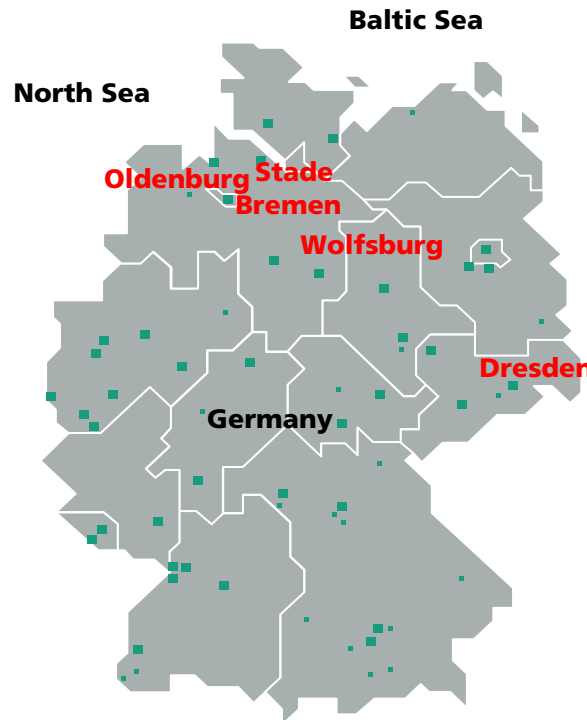 Baltic Sea
North Sea
Stade
Oldenburg
Bremen
Wolfsburg
Dresden
Germany